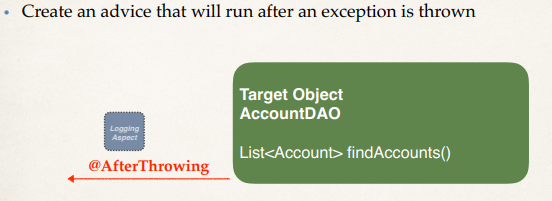 • Create an advice that will run after an exception is thrown
Target Object
AccountDAO
Logging
Aspect
List<Account> findAccounts()
@AfterThrowing